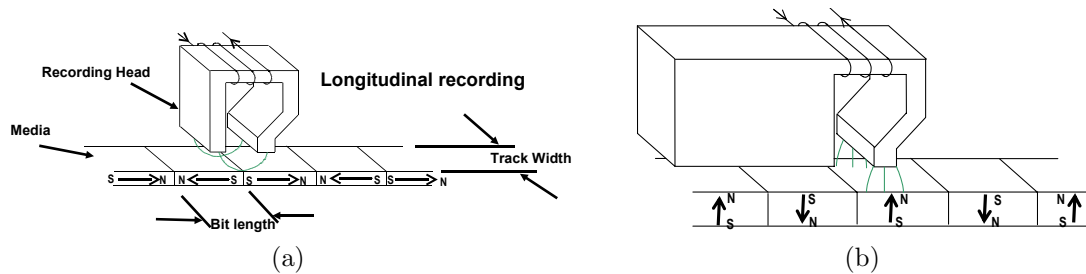 Recording Head
Longitudinal recording
Media
Track Width
S N N S S N N S S N
Bit length
N S N S N
S N S N S
(a)
(b)